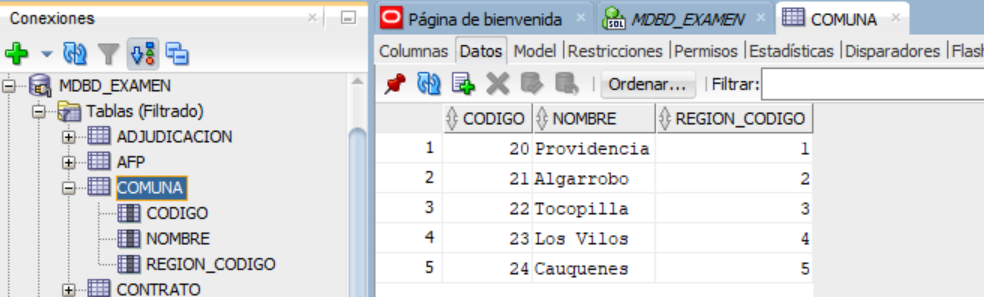 Conexiones
MDBD_EXAMEN
Tablas (Filtrado)
ADJUDICACION
AFP
COMUNA
CODIGO
NOMBRE
REGION_CODIGO
CONTRATO
Página de bienvenida MDBD_EXAMEN COMUNA
Columnas Datos Model |Restricciones |Permisos |Estadísticas |Disparadores |Flash
Ordenar... Filtrar:
CODIGO NOMBRE REGION_CODIGO
1 20 Providencia 1
2 21 Algarrobo 2
3 22 Tocopilla 3
4 23 Los Vilos 4
5 24 Cauquenes 5